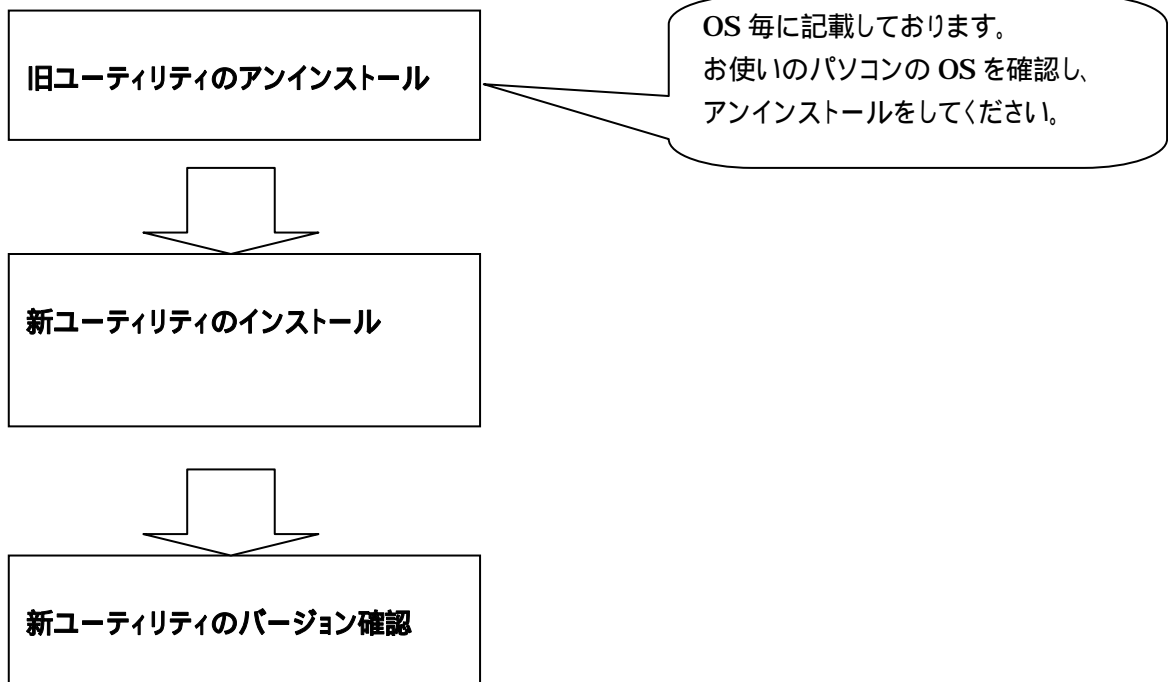 旧ユーティリティのアンインストール
OS 毎に記載しております。
お使いのパソコンの OS を確認し、
アンインストールをしてください。
新ユーティリティのインストール
新ユーティリティのバージョン確認